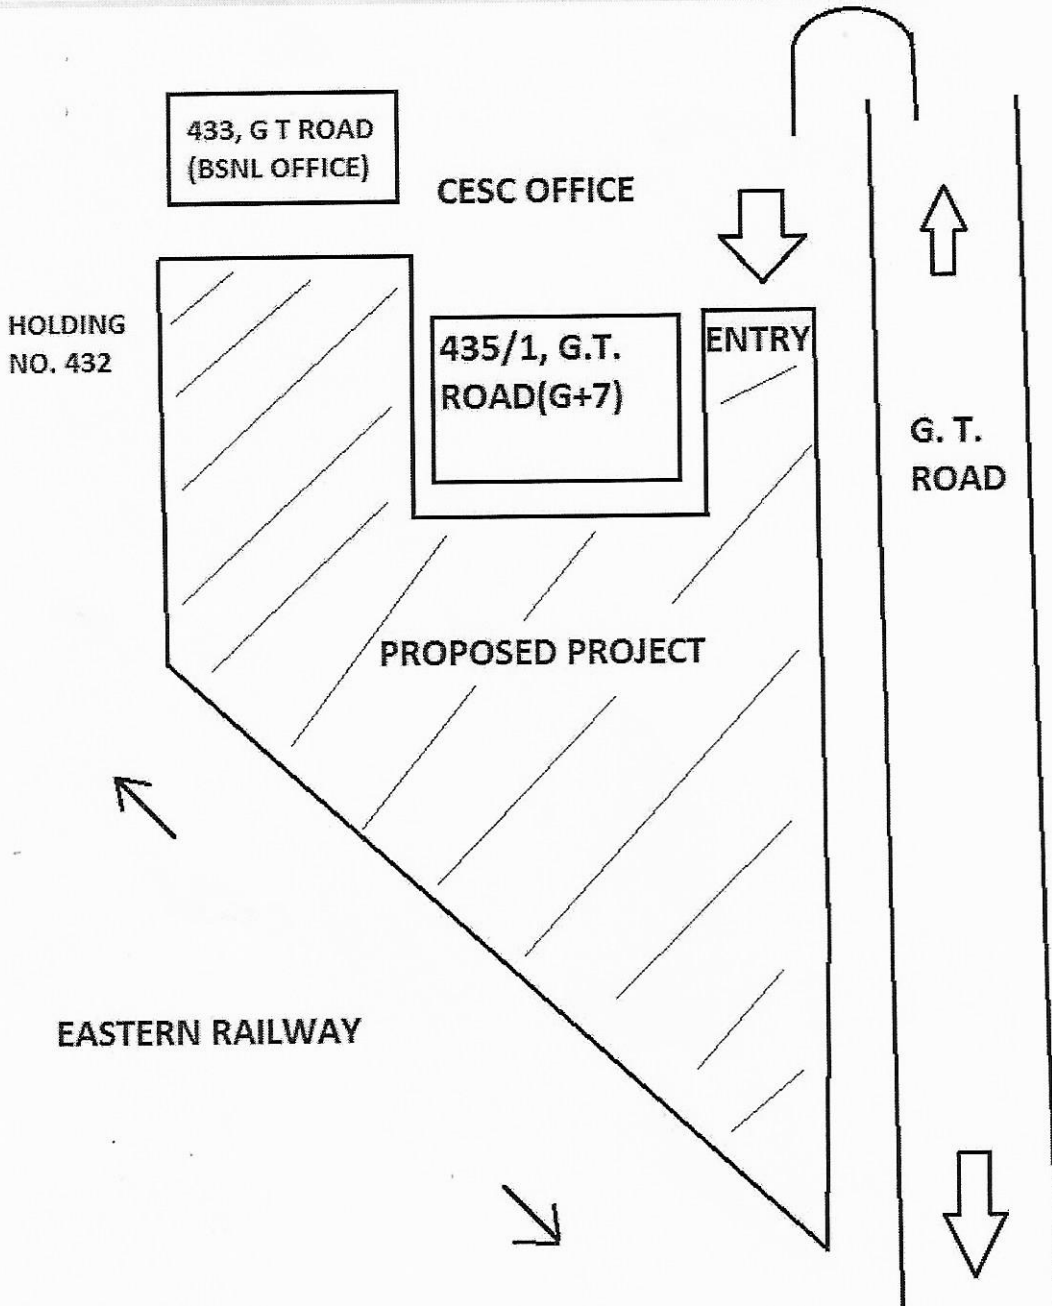 433, G T ROAD
(BSNL OFFICE)
CESC OFFICE
HOLDING
NO. 432
435/1, G.T.
ROAD(G+7)
ENTRY
G. T.
ROAD
PROPOSED PROJECT
EASTERN RAILWAY